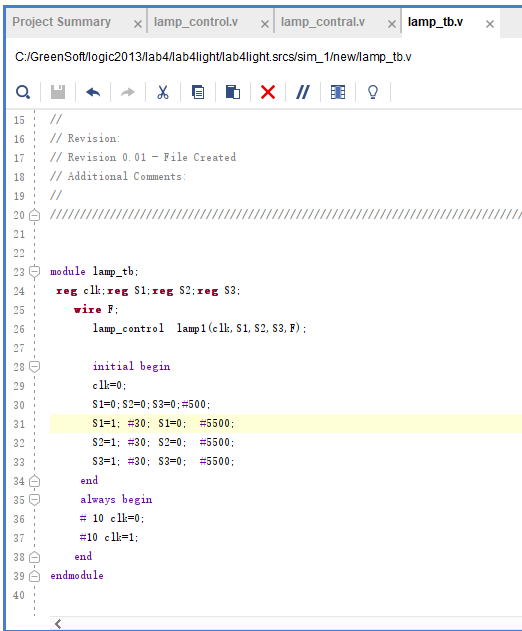 Project Summary × lamp_control.v × lamp_contral.v × lamp_tb.v ×
C:/GreenSoft/logic2013/lab4/lab4light/lab4light.srcs/sim_1/new/lamp_tb.v
15 //
16 // Revision:
17 // Revision 0.01 - File Created
18 // Additional Comments:
19 //
20 ////////////////////////////////////////////////////////////////////////////////
21
22
23 module lamp_tb;
24 reg clk;reg S1;reg S2;reg S3;
25 wire F;
26 lamp_control lamp1(clk,S1,S2,S3,F);
27
28 initial begin
29 clk=0;
30 S1=0;S2=0;S3=0;#500;
31 S1=1; #30; S1=0; #5500;
32 S2=1; #30; S2=0; #5500;
33 S3=1; #30; S3=0; #5500;
34 end
35 always begin
36 # 10 clk=0;
37 #10 clk=1;
38 end
39 endmodule
40